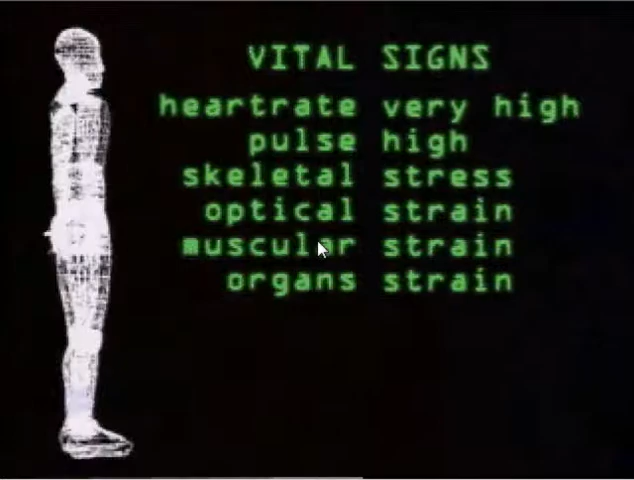 VITAL SIGNS
heartrate very high
pulse high
skeletal stress
optical strain
muscular strain
organs strain